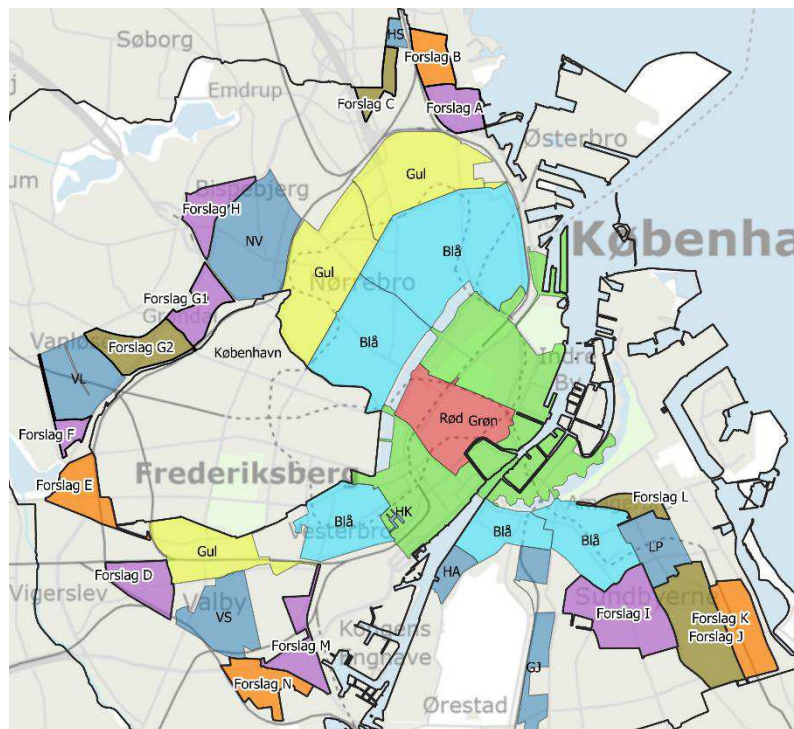 Søborg
HS
Forslag B
Emdrup
Forslag C
Forslag A
Østerbro
Gul
Bispebjerg
Forslag H
NV
Blå
København
Gul
Nørrebro
Forslag G1
Grøndal
Vanløse
Forslag G2
København
Blå
Indre
By
VL
Rød
Grøn
Forslag F
Frederiksberg
Forslag E
Forslag L
Blå
HK
Vesterbro
Blå
Blå
LP
Gul
HA
Forslag D
Vigerslev
Valby
VS
Sundbyerne
Forslag I
Forslag K
Forslag J
Kongens
Enghave
Forslag M
GJ
Forslag N
Ørestad